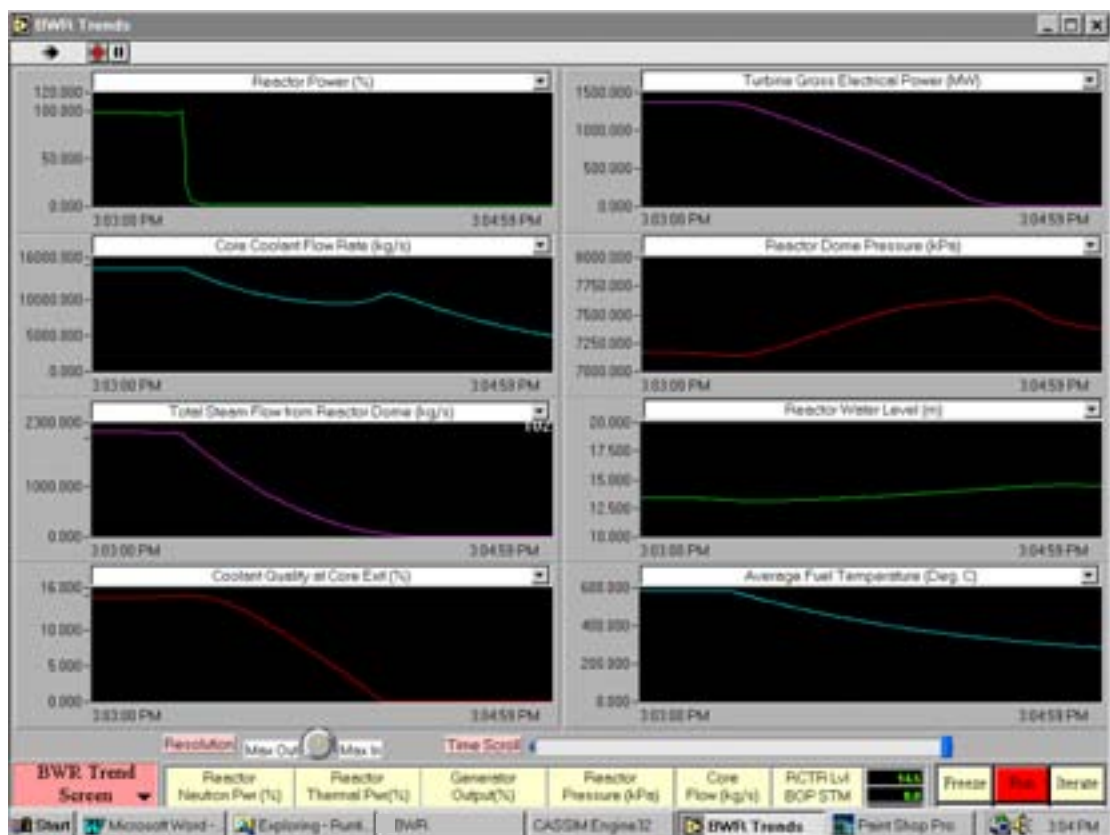 BWR Trends
Reactor Power (%)
120.000
100.000
50.000
0.000
3:03:00 PM 3:04:59 PM
Turbine Gross Electrical Power (MW)
1500.000
1000.000
500.000
0.000
3:03:00 PM 3:04:59 PM
Core Coolant Flow Rate (kg/s)
16000.000
10000.000
5000.000
0.000
3:03:00 PM 3:04:59 PM
Reactor Dome Pressure (kPa)
8000.000
7750.000
7500.000
7250.000
7000.000
3:03:00 PM 3:04:59 PM
Total Steam Flow from Reactor Dome (kg/s)
2300.000
1000.000
0.000
3:03:00 PM 3:04:59 PM
Reactor Water Level (m)
20.000
17.500
15.000
12.500
10.000
3:03:00 PM 3:04:59 PM
Coolant Quality at Core Exit (%)
16.000
10.000
5.000
0.000
3:03:00 PM 3:04:59 PM
Average Fuel Temperature (Deg. C)
600.000
400.000
200.000
0.000
3:03:00 PM 3:04:59 PM
Resolution Max Out Max In Time Scroll
BWR Trend Screen
Reactor Neutron Pwr (%)
Reactor Thermal Pwr(%)
Generator Output(%)
Reactor Pressure (kPa)
Core Flow (kg/s)
RCTR Lvl
BOP STM
Freeze Run Iterate
Start Microsoft Word - Exploring - BWR CASSIM Engine32 BWR Trends Paint Shop Pro 3:04 PM